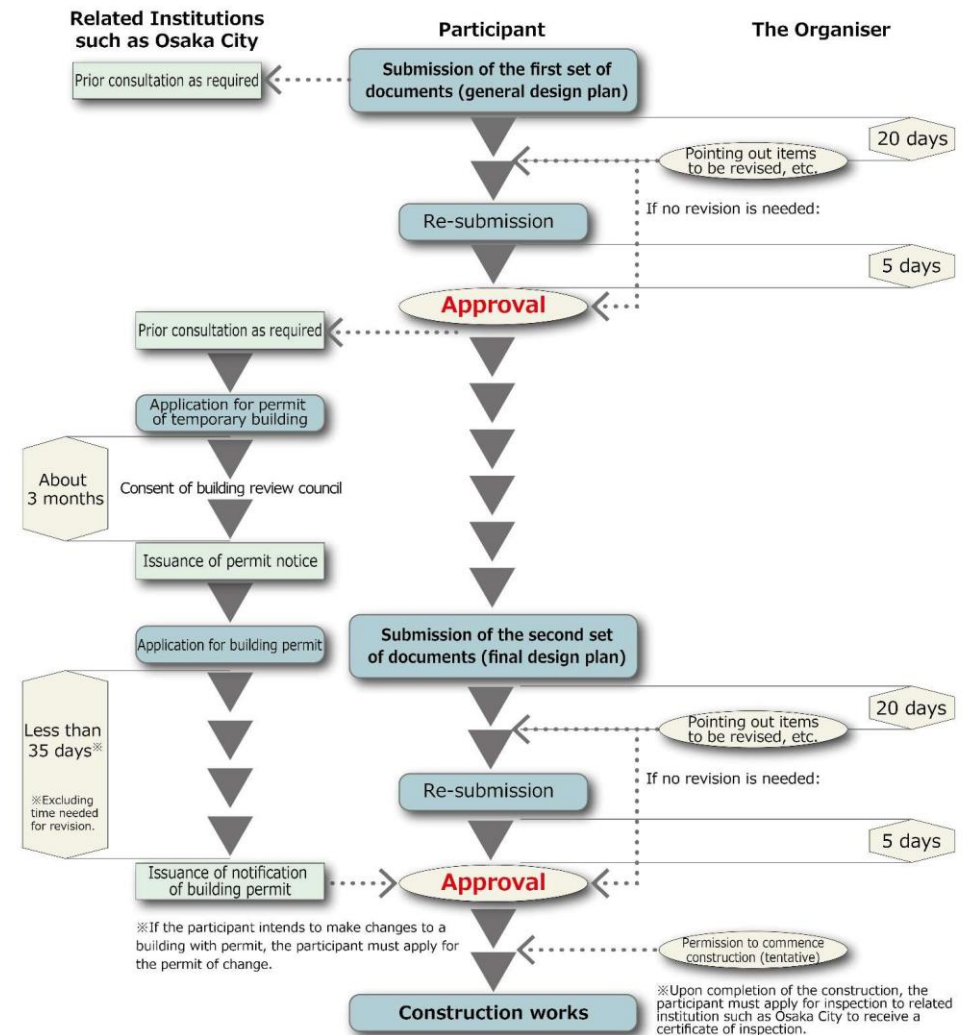 Related Institutions
such as Osaka City
Participant
The Organiser
Prior consultation as required
Submission of the first set of
documents (general design plan)
20 days
Pointing out items
to be revised, etc.
If no revision is needed:
Re-submission
5 days
Approval
Prior consultation as required
Application for permit
of temporary building
About
3 months
Consent of building review council
Issuance of permit notice
Application for building permit
Submission of the second set
of documents (final design plan)
20 days
Less than
35 days※
※Excluding
time needed
for revision.
Pointing out items
to be revised, etc.
If no revision is needed:
Re-submission
5 days
Issuance of notification
of building permit
Approval
※If the participant intends to make changes to a
building with permit, the participant must apply for
the permit of change.
Permission to commence
construction (tentative)
Construction works
※Upon completion of the construction, the
participant must apply for inspection to related
institution such as Osaka City to receive a
certificate of inspection.